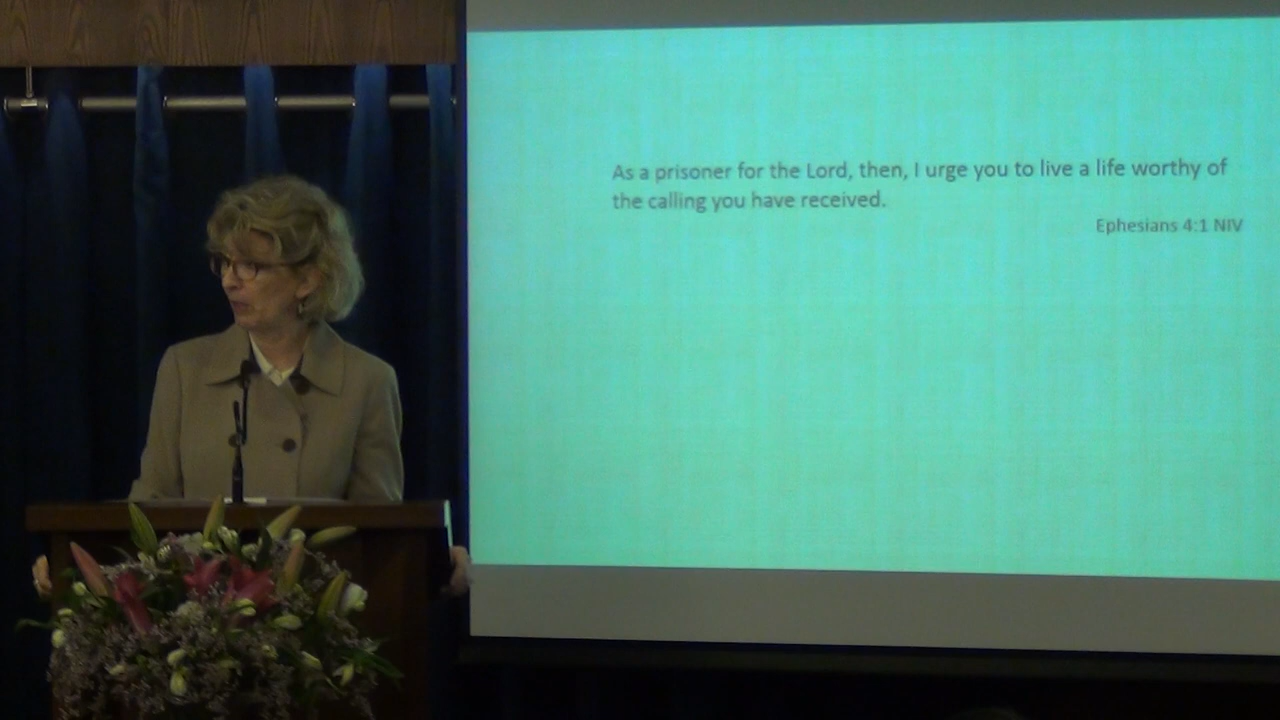 As a prisoner for the Lord, then, I urge you to live a life worthy of
the calling you have received.
Ephesians 4:1 NIV